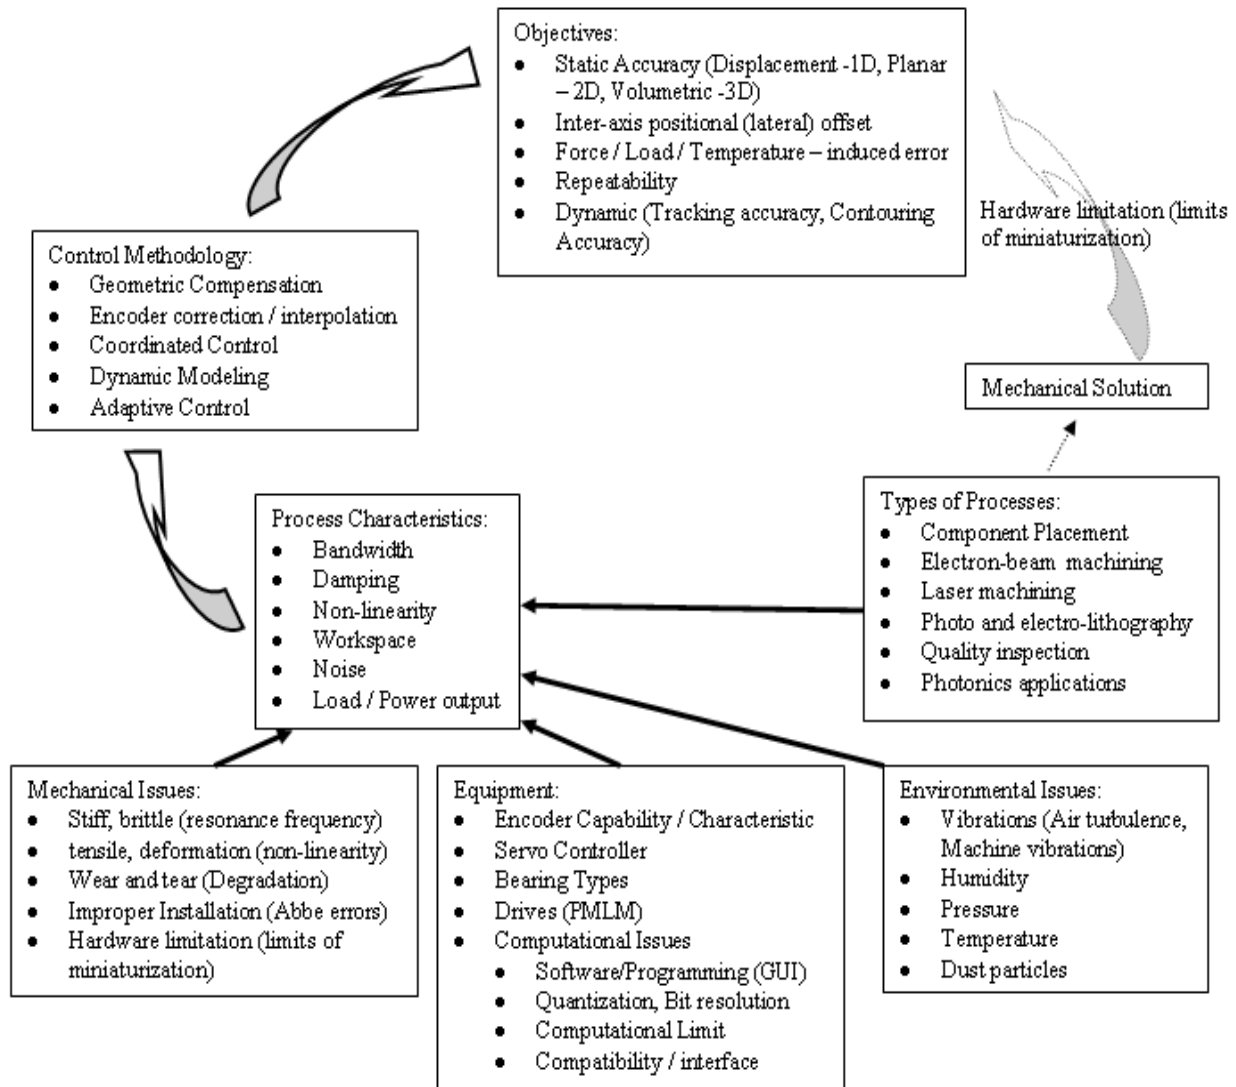 Objectives:
● Static Accuracy (Displacement -1D, Planar
– 2D, Volumetric -3D)
● Inter-axis positional (lateral) offset
● Force / Load / Temperature – induced error
● Repeatability
● Dynamic (Tracking accuracy, Contouring
Accuracy)
Hardware limitation (limits
of miniaturization)
Control Methodology:
● Geometric Compensation
● Encoder correction / interpolation
● Coordinated Control
● Dynamic Modeling
● Adaptive Control
Mechanical Solution
Process Characteristics:
● Bandwidth
● Damping
● Non-linearity
● Workspace
● Noise
● Load / Power output
Types of Processes:
● Component Placement
● Electron-beam machining
● Laser machining
● Photo and electro-lithography
● Quality inspection
● Photonics applications
Mechanical Issues:
● Stiff, brittle (resonance frequency)
● tensile, deformation (non-linearity)
● Wear and tear (Degradation)
● Improper Installation (Abbe errors)
● Hardware limitation (limits of
miniaturization)
Equipment:
● Encoder Capability / Characteristic
● Servo Controller
● Bearing Types
● Drives (PMLM)
● Computational Issues
● Software/Programming (GUI)
● Quantization, Bit resolution
● Computational Limit
● Compatibility / interface
Environmental Issues:
● Vibrations (Air turbulence,
Machine vibrations)
● Humidity
● Pressure
● Temperature
● Dust particles